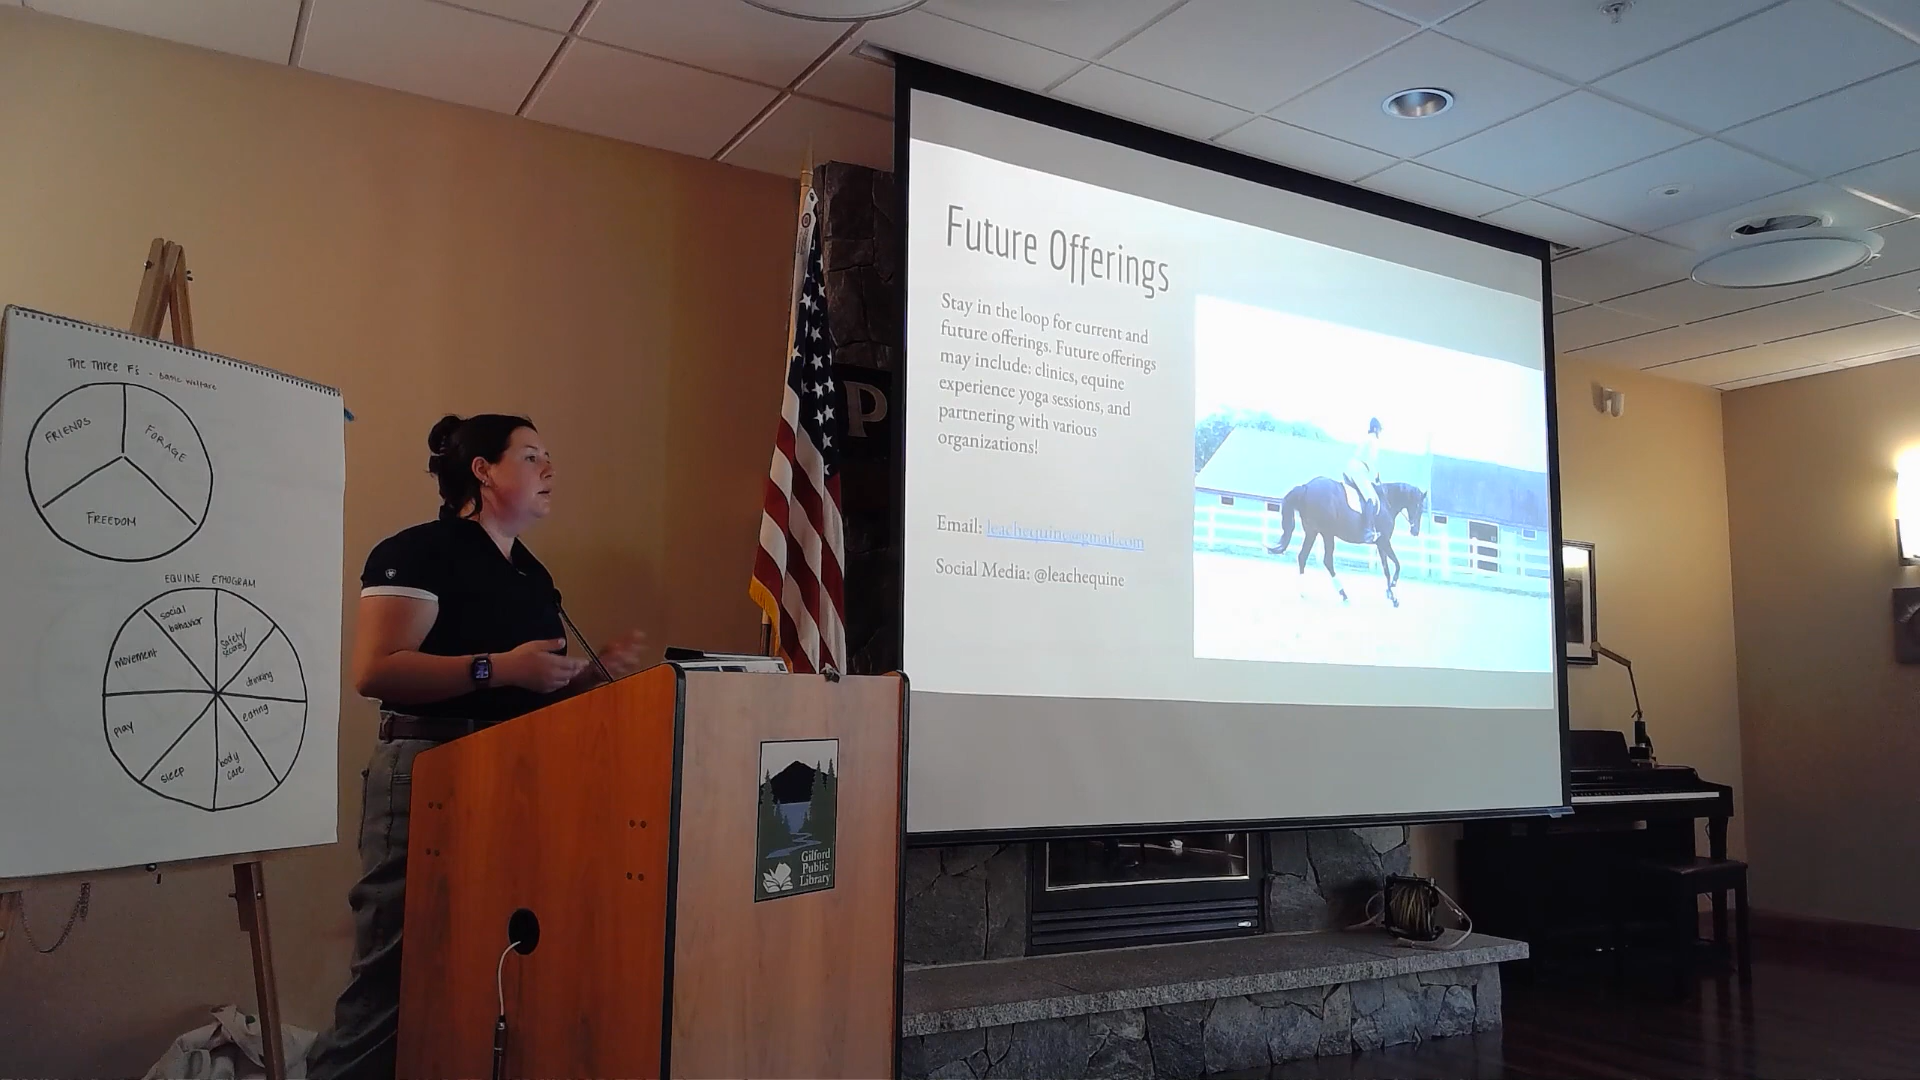 The Three F's - basic welfare
FRIENDS
FORAGE
FREEDOM
EQUINE ETHOGRAM
social
behavior
safety/
security
movement
drinking
play
eating
sleep
body
care
P
Future Offerings
Stay in the loop for current and
future offerings. Future offerings
may include: clinics, equine
experience yoga sessions, and
partnering with various
organizations!
Email: leachequine@gmail.com
Social Media: @leachequine
Gilford
Public
Library